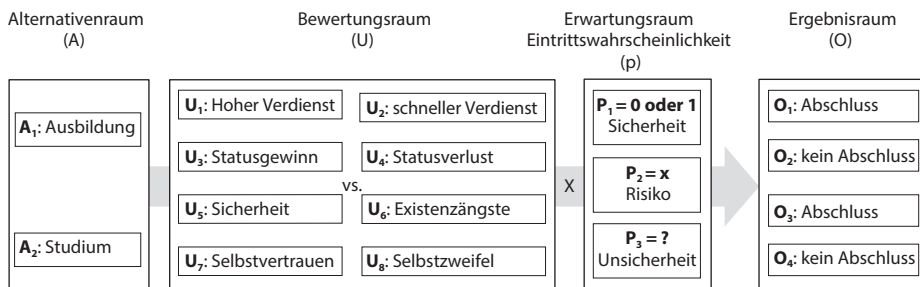 Alternativenraum
(A)
Bewertungsraum
(U)
Erwartungsraum
Eintrittswahrscheinlichkeit
(p)
Ergebnisraum
(O)
A₁: Ausbildung
A₂: Studium
U₁: Hoher Verdienst
U₂: schneller Verdienst
U₃: Statusgewinn
U₄: Statusverlust
vs.
U₅: Sicherheit
U₆: Existenzängste
U₇: Selbstvertrauen
U₈: Selbstzweifel
X
P₁ = 0 oder 1
Sicherheit
P₂ = x
Risiko
P₃ = ?
Unsicherheit
O₁: Abschluss
O₂: kein Abschluss
O₃: Abschluss
O₄: kein Abschluss